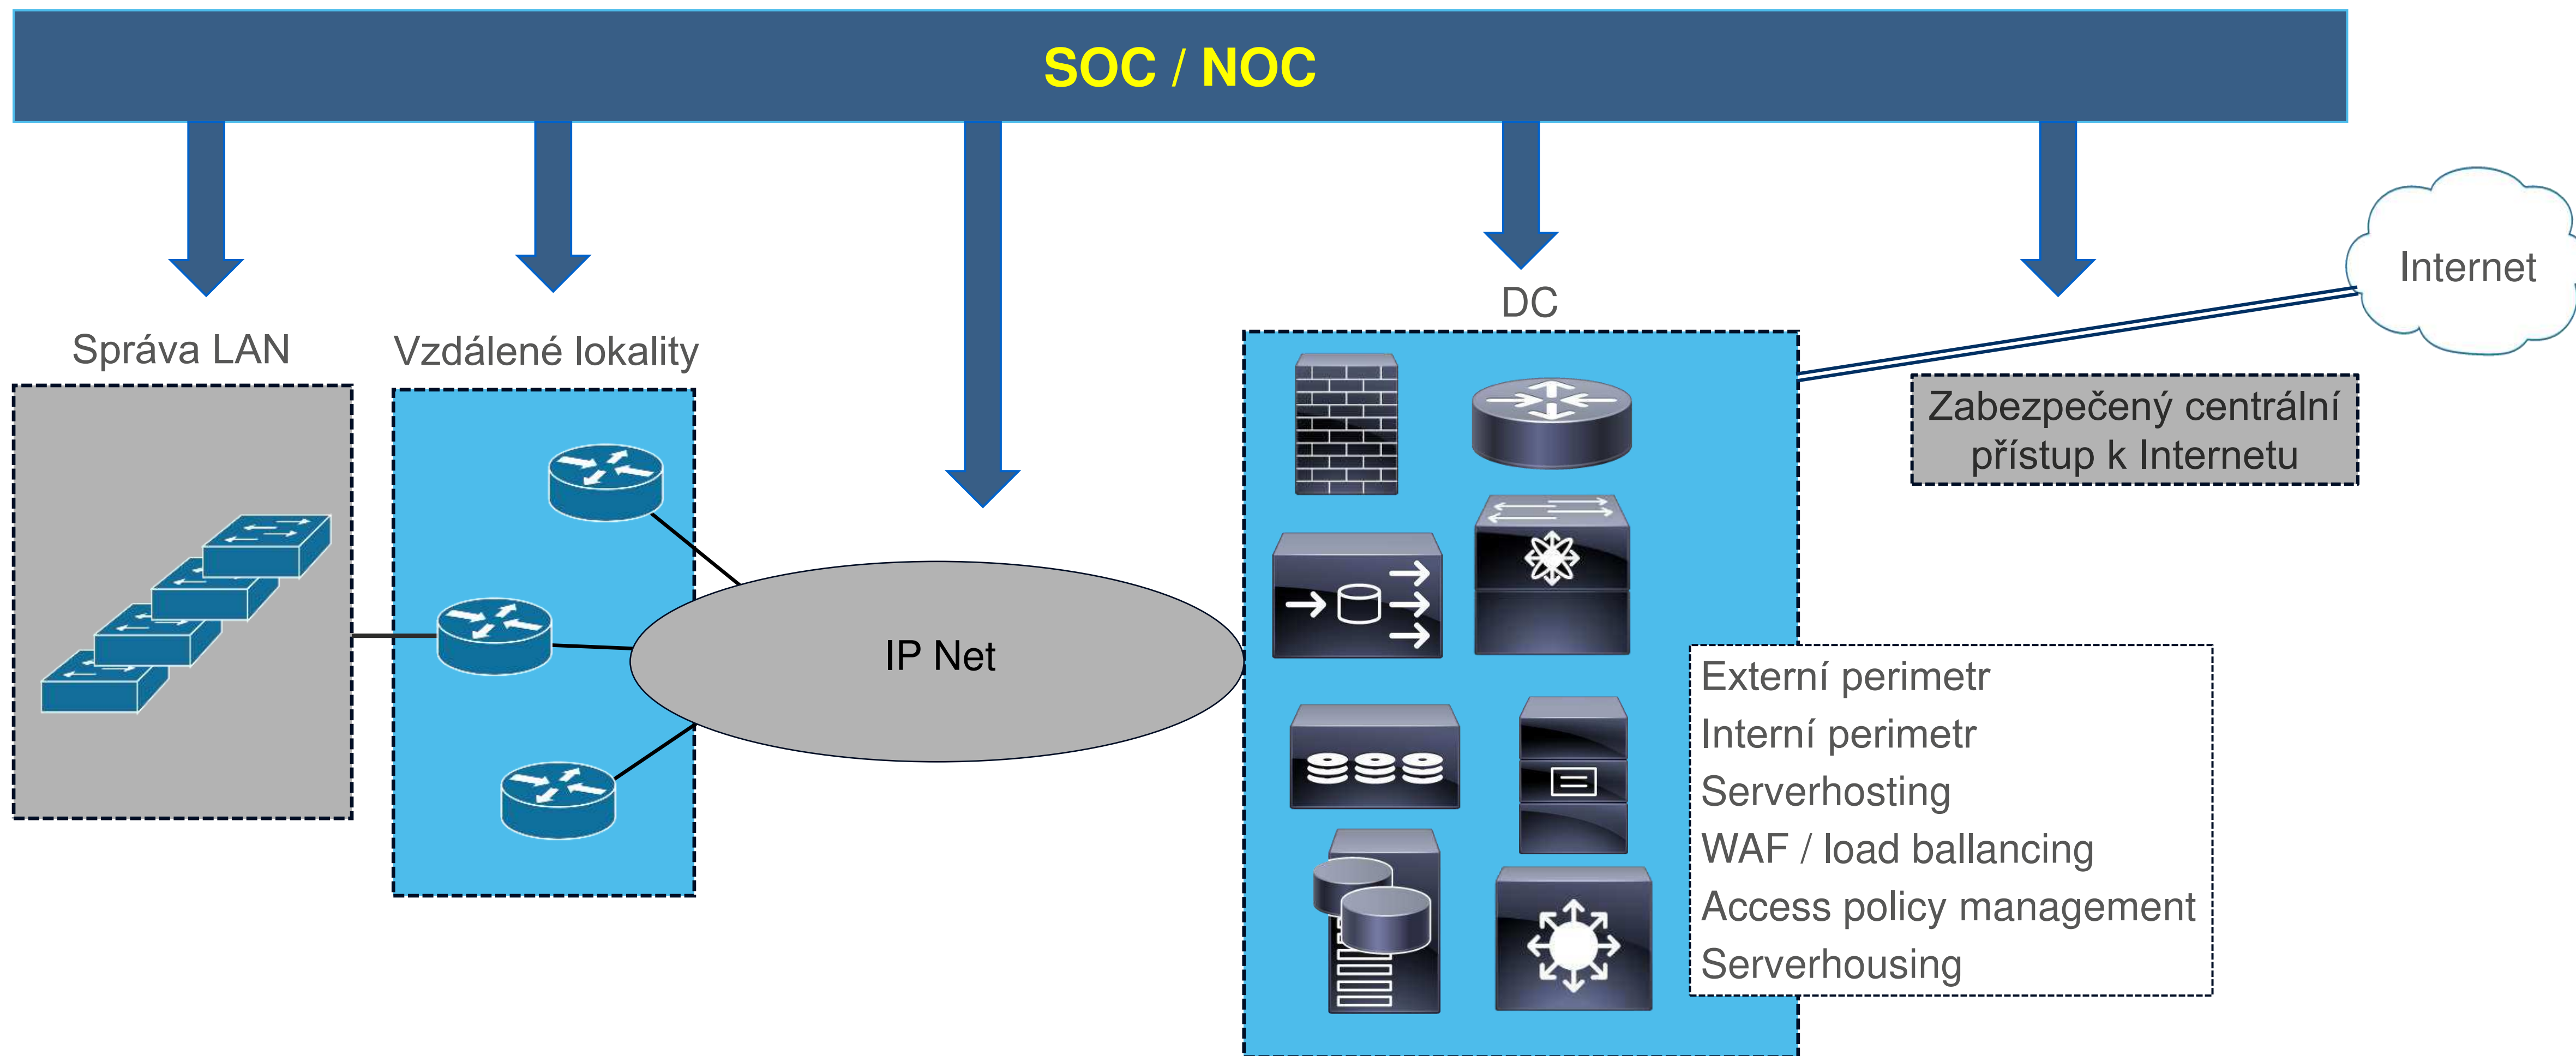 SOC / NOC
Internet
DC
Správa LAN
Vzdálené lokality
Zabezpečený centrální
přístup k Internetu
IP Net
Externí perimetr
Interní perimetr
Serverhosting
WAF / load ballancing
Access policy management
Serverhousing